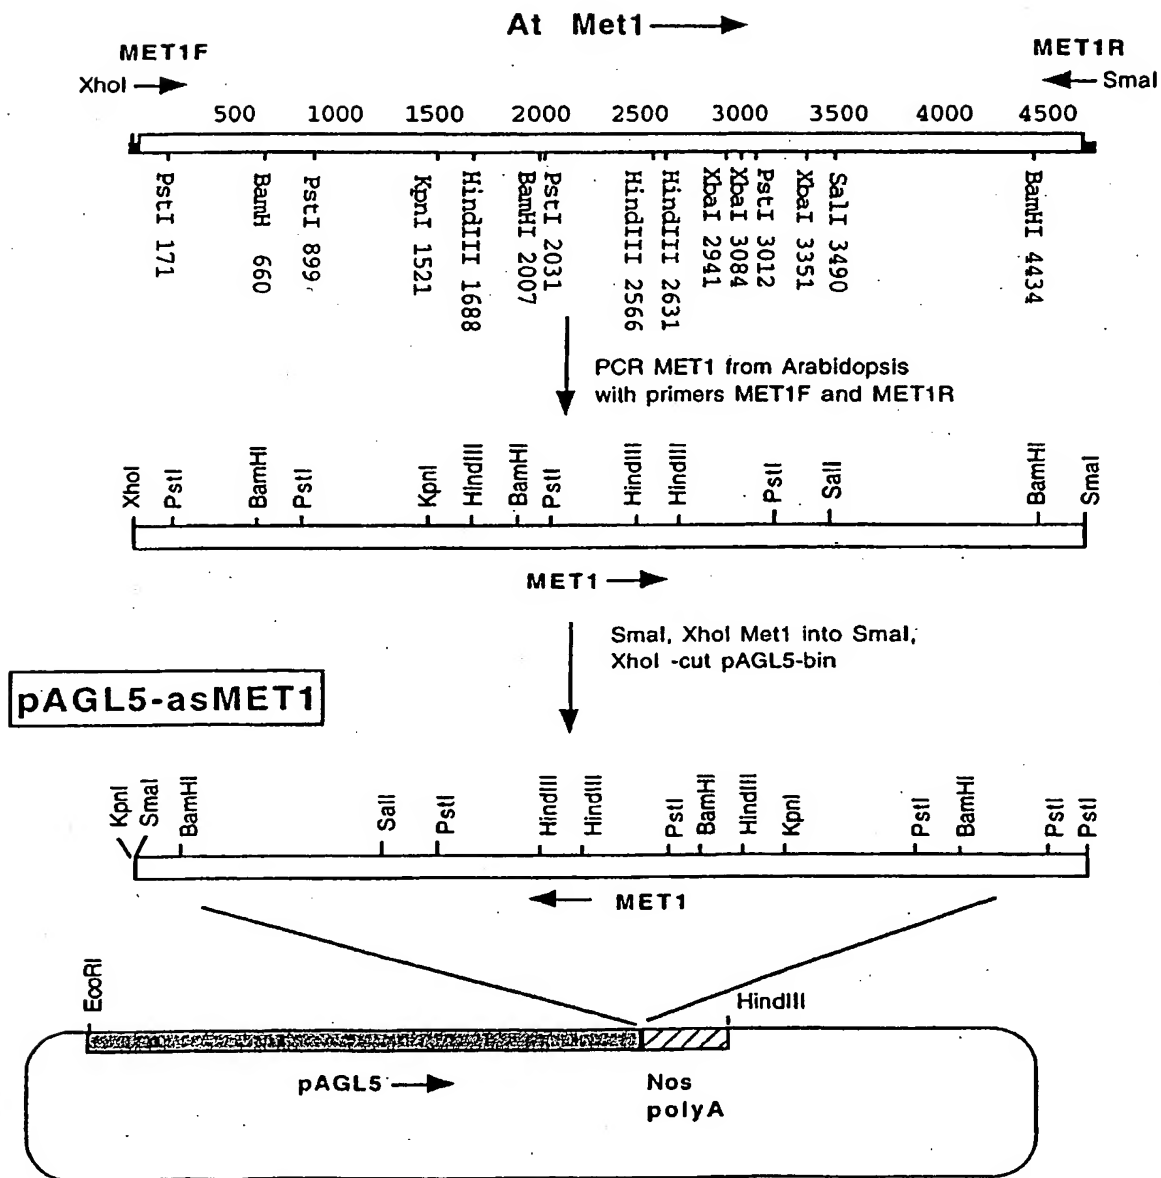 At Met1
MET1F
MET1R
XhoI
SmaI
500 1000 1500 2000 2500 3000 3500 4000 4500
PstI 171
BamH 660
PstI 899
KpnI 1521
HindIII 1688
BamHI 2007
PstI 2031
HindIII 2566
HindIII 2631
XbaI 2941
XbaI 3084
PstI 3012
XbaI 3351
SalI 3490
BamHI 4434
PCR MET1 from Arabidopsis
with primers MET1F and MET1R
XhoI
PstI
BamHI
PstI
KpnI
HindIII
BamHI
PstI
HindIII
HindIII
PstI
SalI
BamHI
SmaI
MET1
SmaI, XhoI Met1 into SmaI,
XhoI -cut pAGL5-bin
pAGL5-asMET1
KpnI
SmaI
BamHI
SalI
PstI
HindIII
HindIII
PstI
BamHI
HindIII
KpnI
PstI
BamHI
PstI
PstI
MET1
EcoRI
HindIII
pAGL5
Nos
polyA